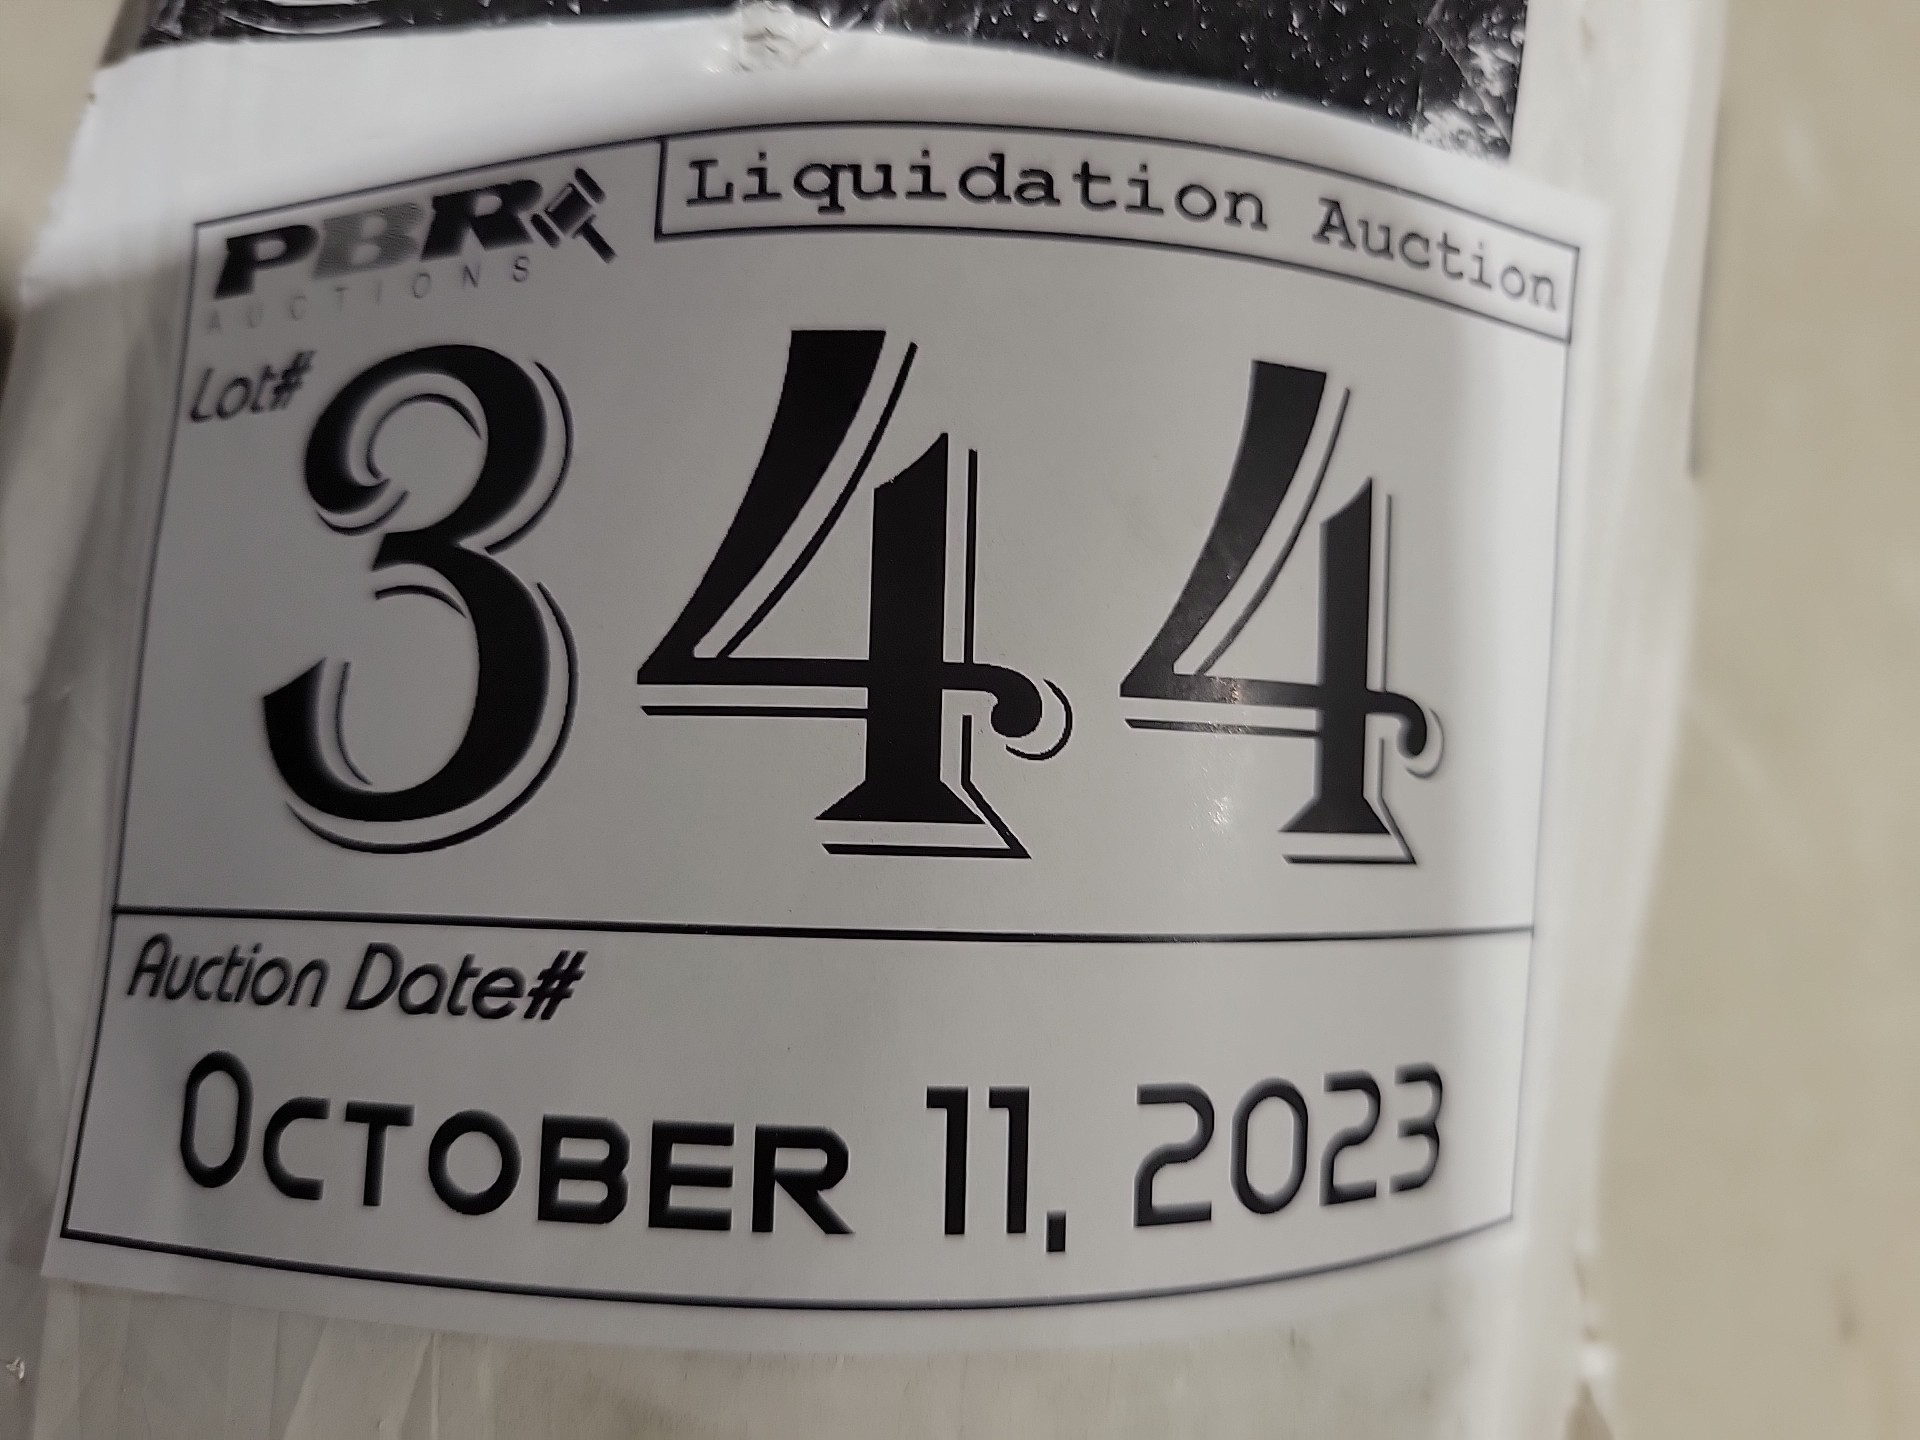 PBR
AUCTIONS
Liquidation Auction
Lot# 344
Auction Date#
October 11, 2023